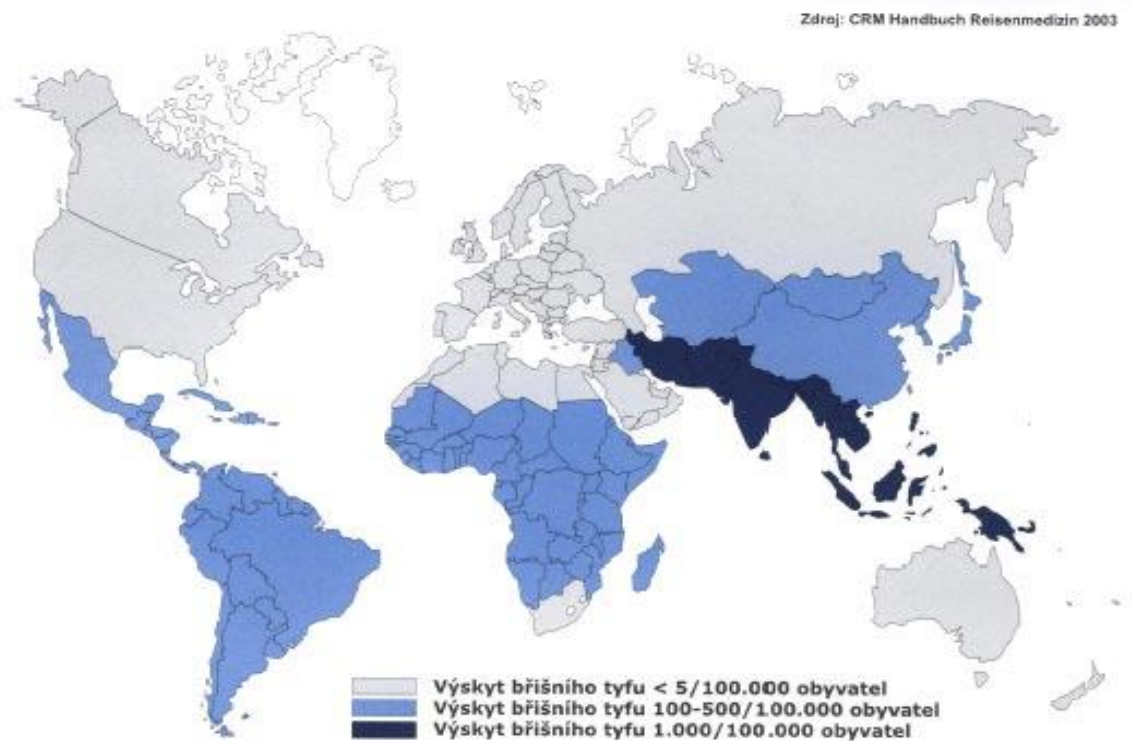 Zdroj: CRM Handbuch Reisenmedizin 2003
Výskyt břišního tyfu < 5/100.000 obyvatel
Výskyt břišního tyfu 100-500/100.000 obyvatel
Výskyt břišního tyfu 1.000/100.000 obyvatel